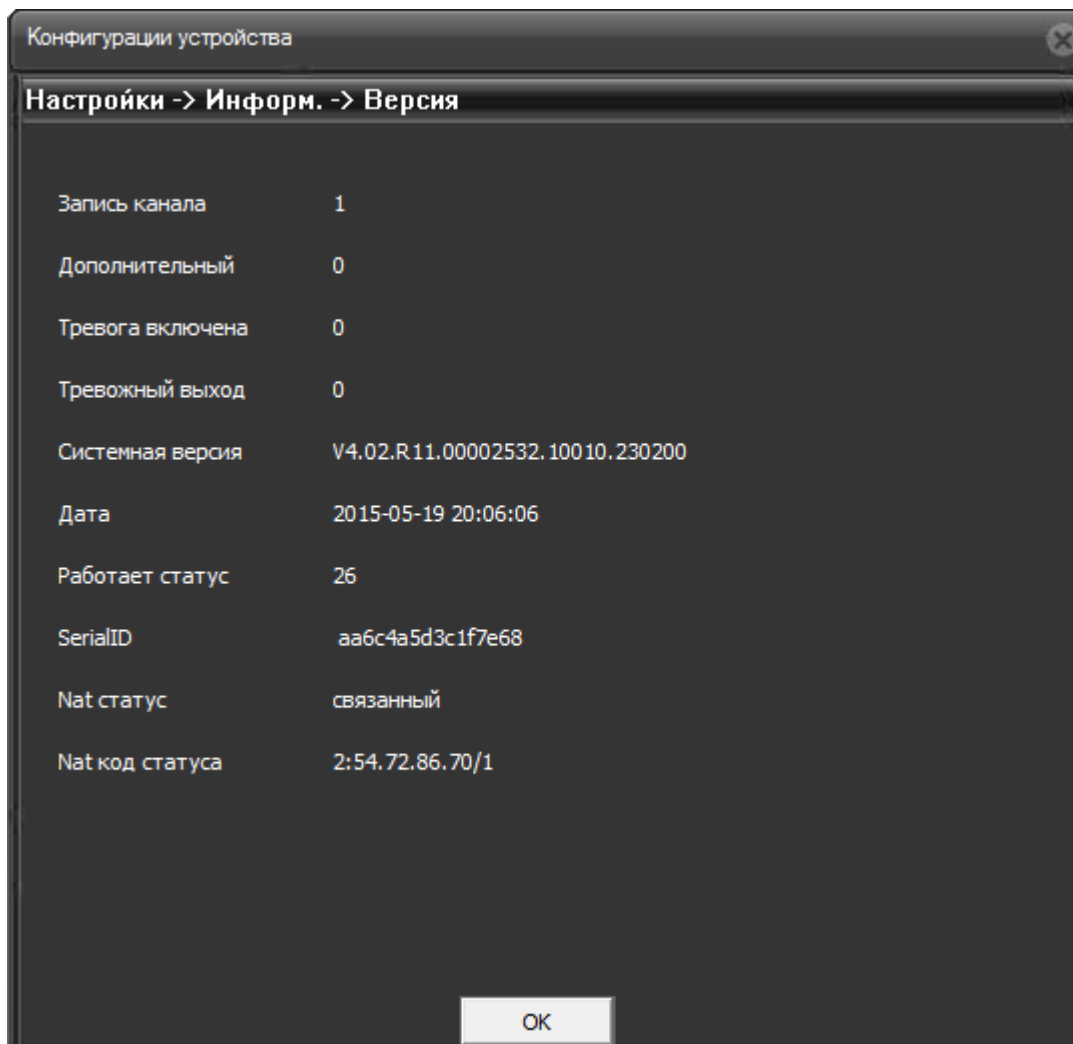 Конфигурации устройства
Настройки -> Информ. -> Версия
Запись канала 1
Дополнительный 0
Тревога включена 0
Тревожный выход 0
Системная версия V4.02.R11.00002532.10010.230200
Дата 2015-05-19 20:06:06
Работает статус 26
SerialID aa6c4a5d3c1f7e68
Nat статус связанный
Nat код статуса 2:54.72.86.70/1
OK